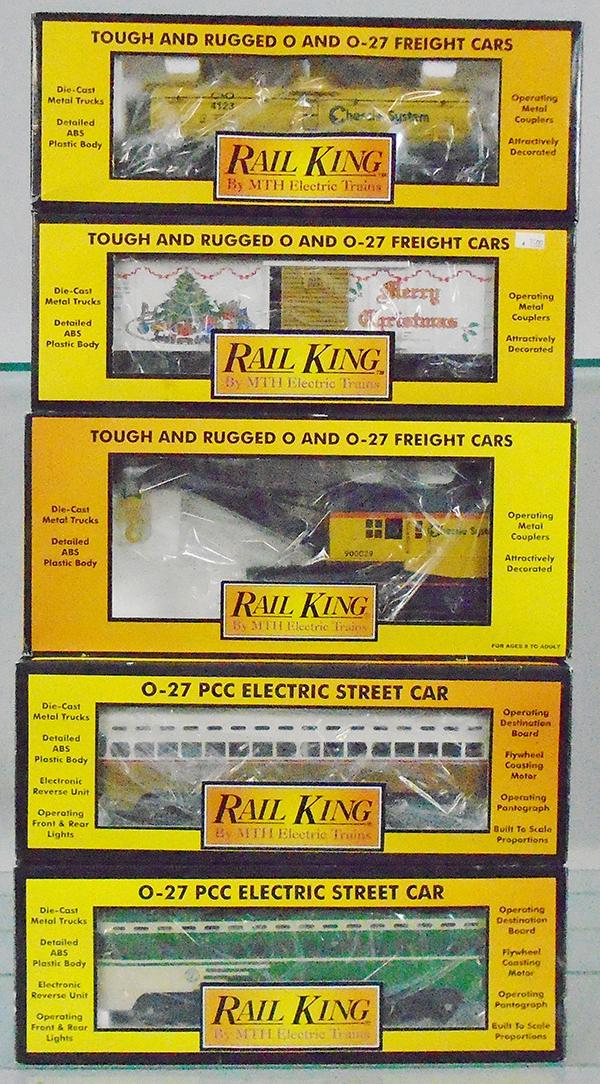 TOUGH AND RUGGED O AND O-27 FREIGHT CARS
Die-Cast
Metal Trucks
Detailed
ABS
Plastic Body
C&O
4123
Chessie System
Operating
Metal
Couplers
Attractively
Decorated
RAIL KING
By MTH Electric Trains
TOUGH AND RUGGED O AND O-27 FREIGHT CARS
Die-Cast
Metal Trucks
Detailed
ABS
Plastic Body
Merry
Christmas
Operating
Metal
Couplers
Attractively
Decorated
RAIL KING
By MTH Electric Trains
TOUGH AND RUGGED O AND O-27 FREIGHT CARS
Die-Cast
Metal Trucks
Detailed
ABS
Plastic Body
900029
Chessie Syst
Operating
Metal
Couplers
Attractively
Decorated
RAIL KING
By MTH Electric Trains
FOR AGES 8 TO ADULT
O-27 PCC ELECTRIC STREET CAR
Die-Cast
Metal Trucks
Detailed
ABS
Plastic Body
Electronic
Reverse Unit
Operating
Front & Rear
Lights
Operating
Destination
Board
Flywheel
Coasting
Motor
Operating
Pantograph
Built To Scale
Proportions
RAIL KING
By MTH Electric Trains
O-27 PCC ELECTRIC STREET CAR
Die-Cast
Metal Trucks
Detailed
ABS
Plastic Body
Electronic
Reverse Unit
Operating
Front & Rear
Lights
Operating
Destination
Board
Flywheel
Coasting
Motor
Operating
Pantograph
Built To Scale
Proportions
RAIL KING
By MTH Electric Trains